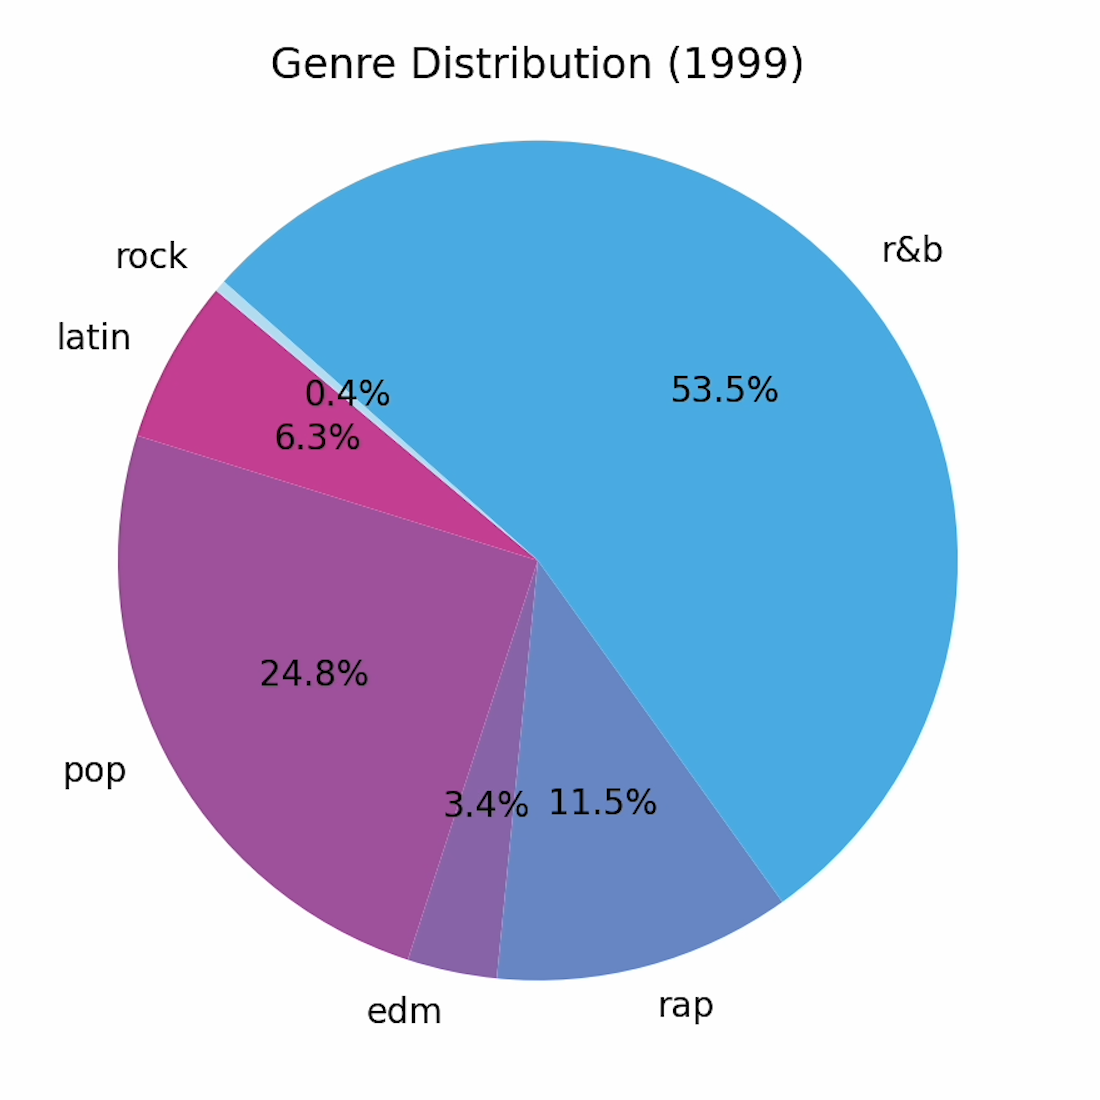 Genre Distribution (1999)
r&b
rock
latin
53.5%
0.4%
6.3%
24.8%
pop
3.4%
11.5%
edm
rap